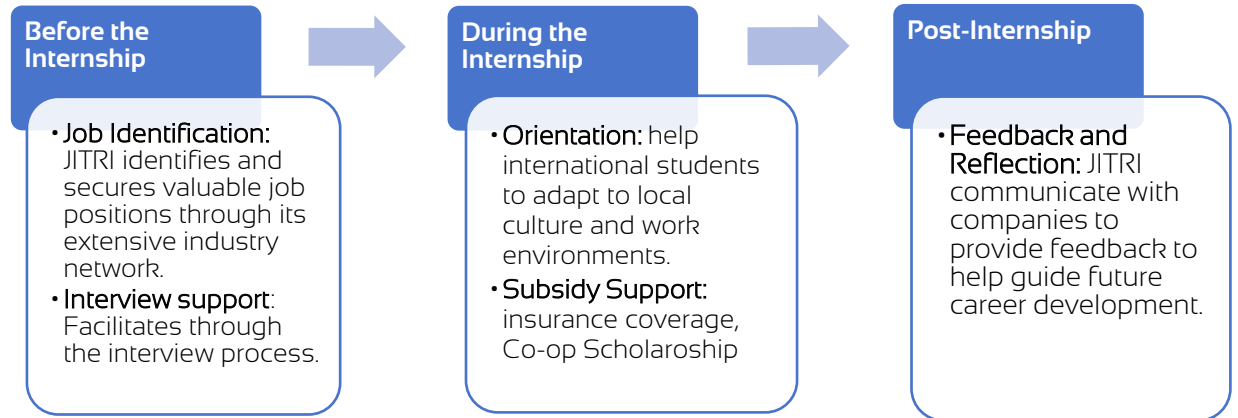 Before the
Internship
• Job Identification:
JITRI identifies and
secures valuable job
positions through its
extensive industry
network.
• Interview support:
Facilitates through
the interview process.
During the
Internship
• Orientation: help
international students
to adapt to local
culture and work
environments.
• Subsidy Support:
insurance coverage,
Co-op Scholaroship
Post-Internship
• Feedback and
Reflection: JITRI
communicate with
companies to
provide feedback to
help guide future
career development.